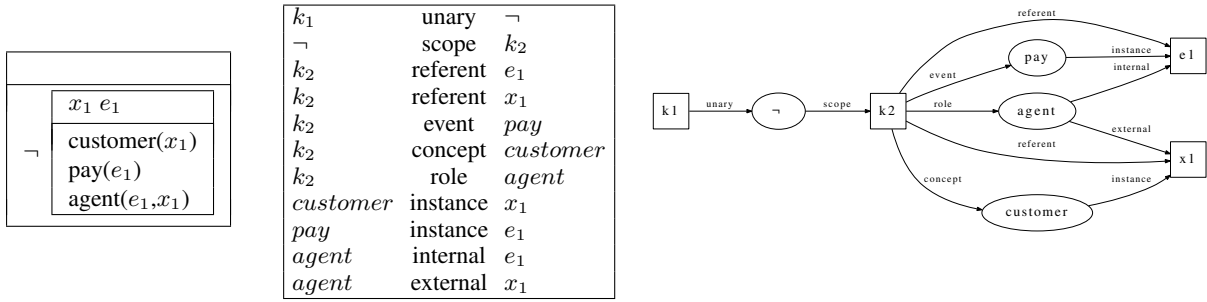 x₁ e₁
¬
customer(x₁)
pay(e₁)
agent(e₁,x₁)
k₁ unary ¬
¬ scope k₂
k₂ referent e₁
k₂ referent x₁
k₂ event pay
k₂ concept customer
k₂ role agent
customer instance x₁
pay instance e₁
agent internal e₁
agent external x₁
referent
pay
instance
e1
internal
event
k1
unary
¬
scope
k2
role
agent
external
referent
x1
concept
instance
customer